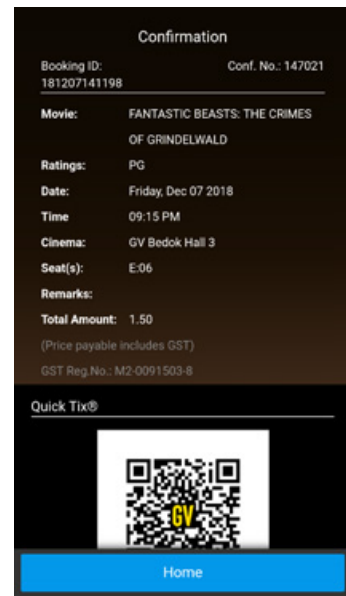 Confirmation
Booking ID: Conf. No.: 147021
181207141198
Movie: FANTASTIC BEASTS: THE CRIMES
OF GRINDELWALD
Ratings: PG
Date: Friday, Dec 07 2018
Time 09:15 PM
Cinema: GV Bedok Hall 3
Seat(s): E:06
Remarks:
Total Amount: 1.50
(Price payable includes GST)
GST Reg.No.: M2-0091503-8
Quick Tix®
GV
Home